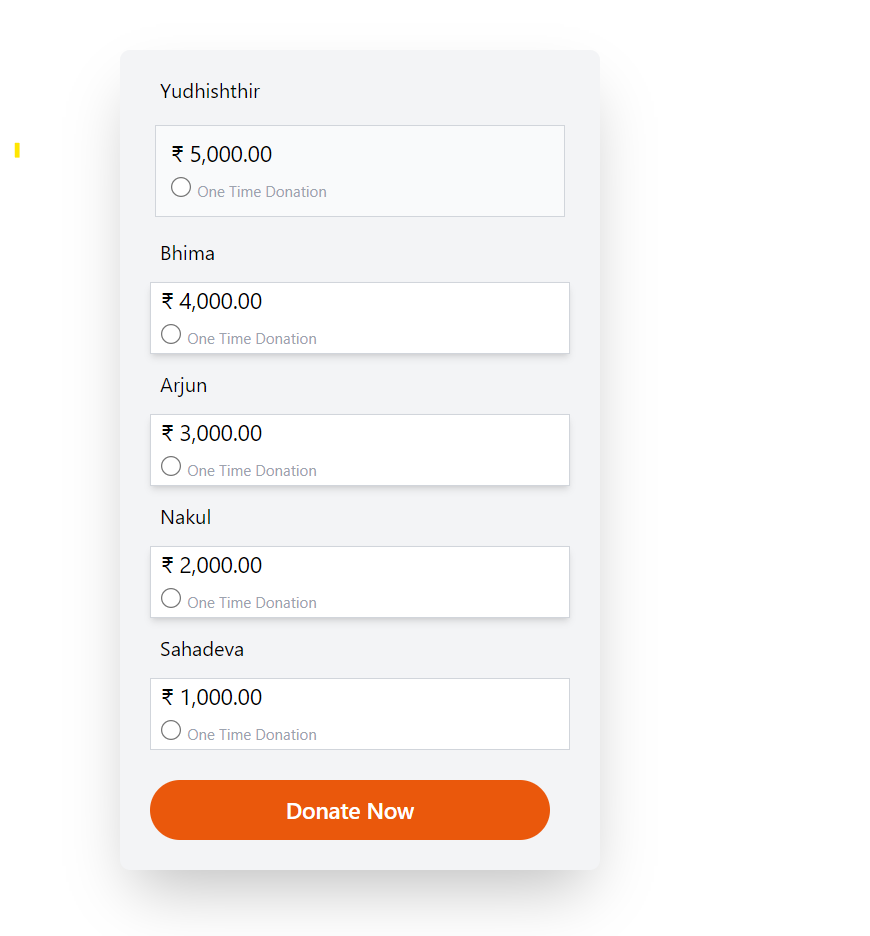 Yudhishthir
₹ 5,000.00
One Time Donation
Bhima
₹ 4,000.00
One Time Donation
Arjun
₹ 3,000.00
One Time Donation
Nakul
₹ 2,000.00
One Time Donation
Sahadeva
₹ 1,000.00
One Time Donation
Donate Now